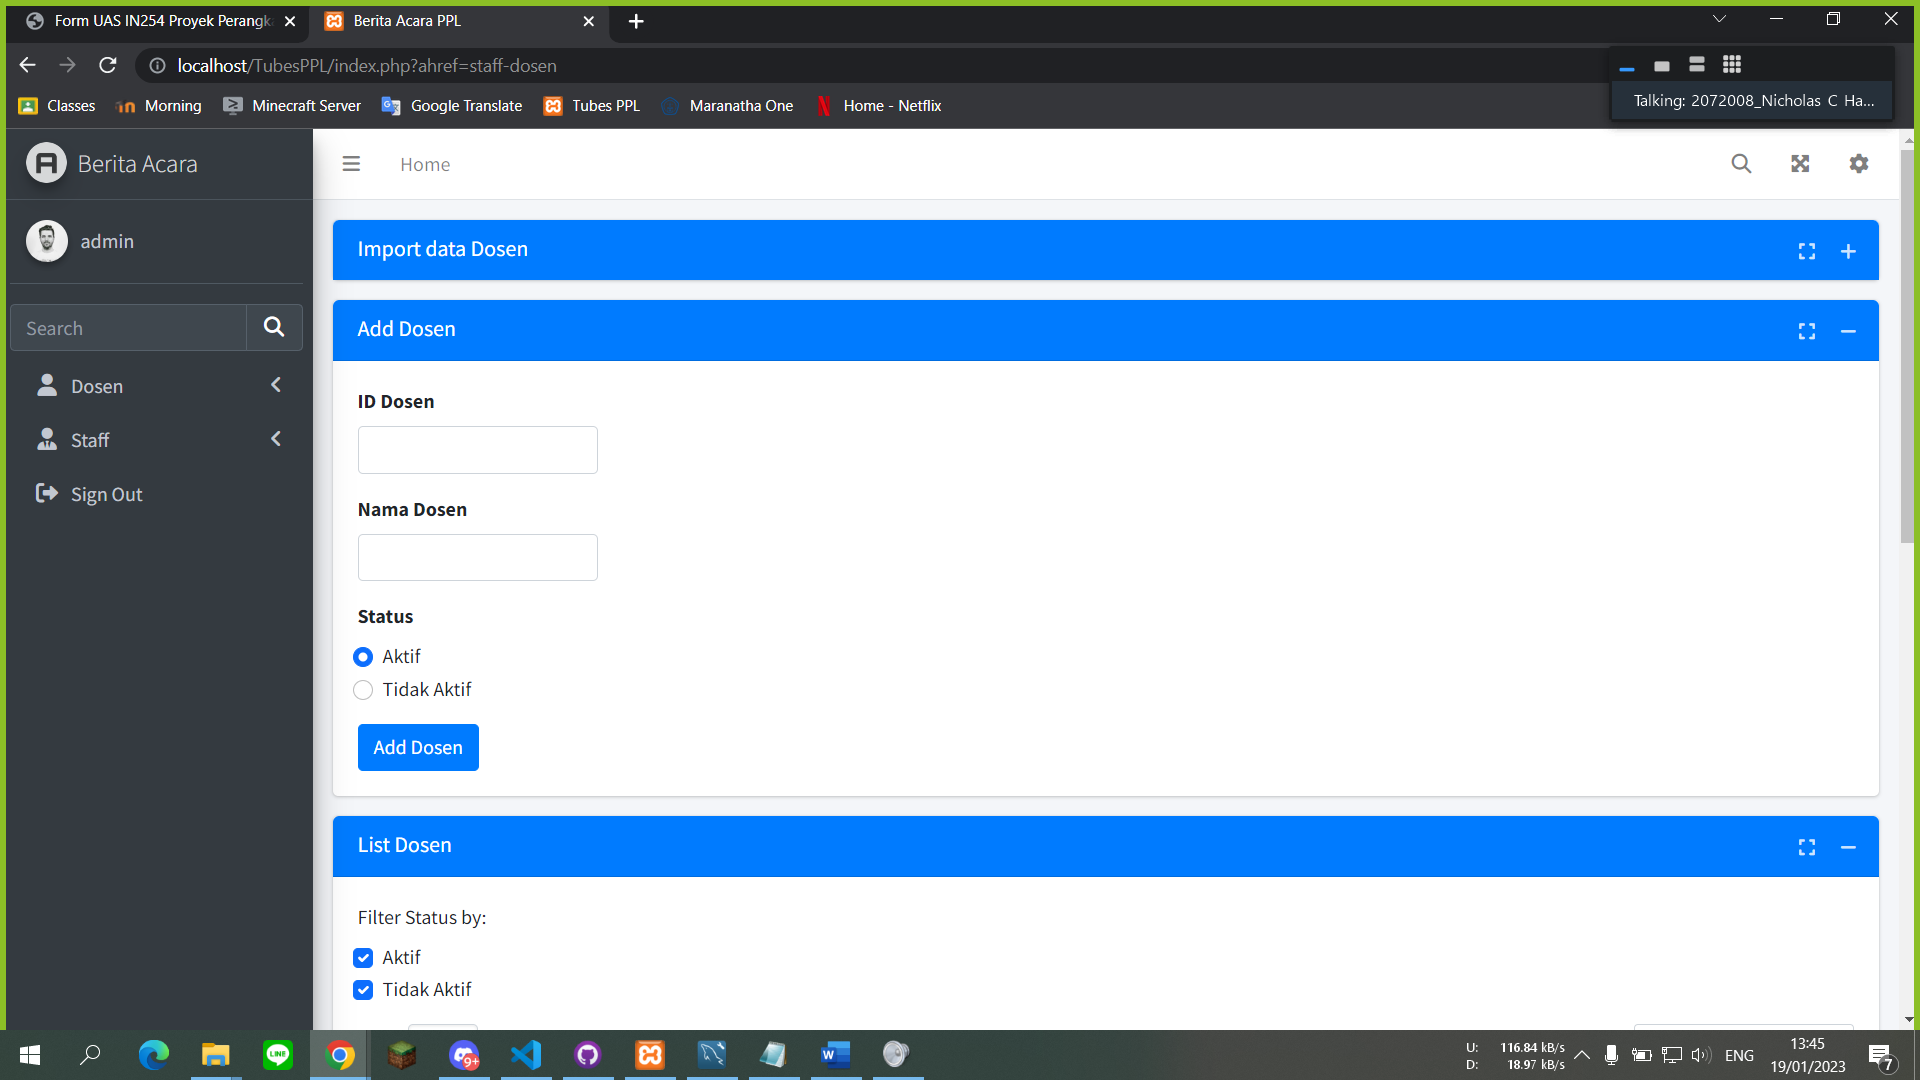 Form UAS IN254 Proyek Perangk
Berita Acara PPL
localhost/TubesPPL/index.php?ahref=staff-dosen
Classes
Morning
Minecraft Server
Google Translate
Tubes PPL
Maranatha One
Home - Netflix
Talking: 2072008_Nicholas C Ha...
Berita Acara
Home
admin
Search
Dosen
Staff
Sign Out
Import data Dosen
Add Dosen
ID Dosen
Nama Dosen
Status
Aktif
Tidak Aktif
Add Dosen
List Dosen
Filter Status by:
Aktif
Tidak Aktif
LINE
9+
W
U: 116.84 kB/s
D: 18.97 kB/s
ENG
13:45
19/01/2023
7